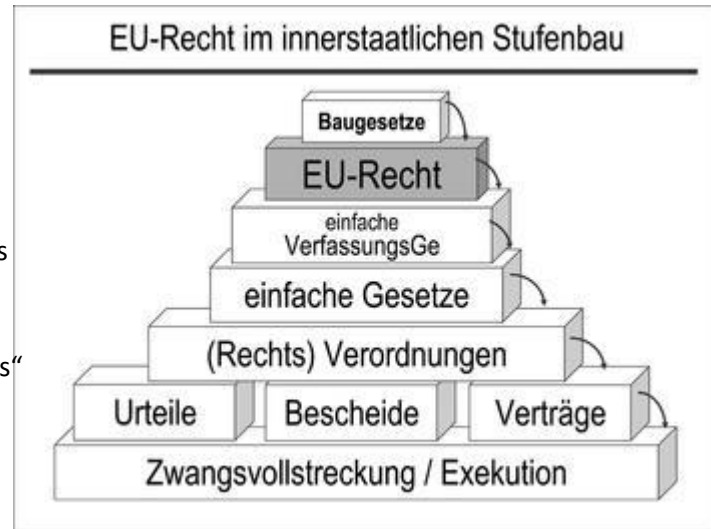 EU-Recht im innerstaatlichen Stufenbau
Baugesetze
EU-Recht
einfache
VerfassungsGe
einfache Gesetze
(Rechts) Verordnungen
Urteile Bescheide Verträge
Zwangsvollstreckung / Exekution
s
s“